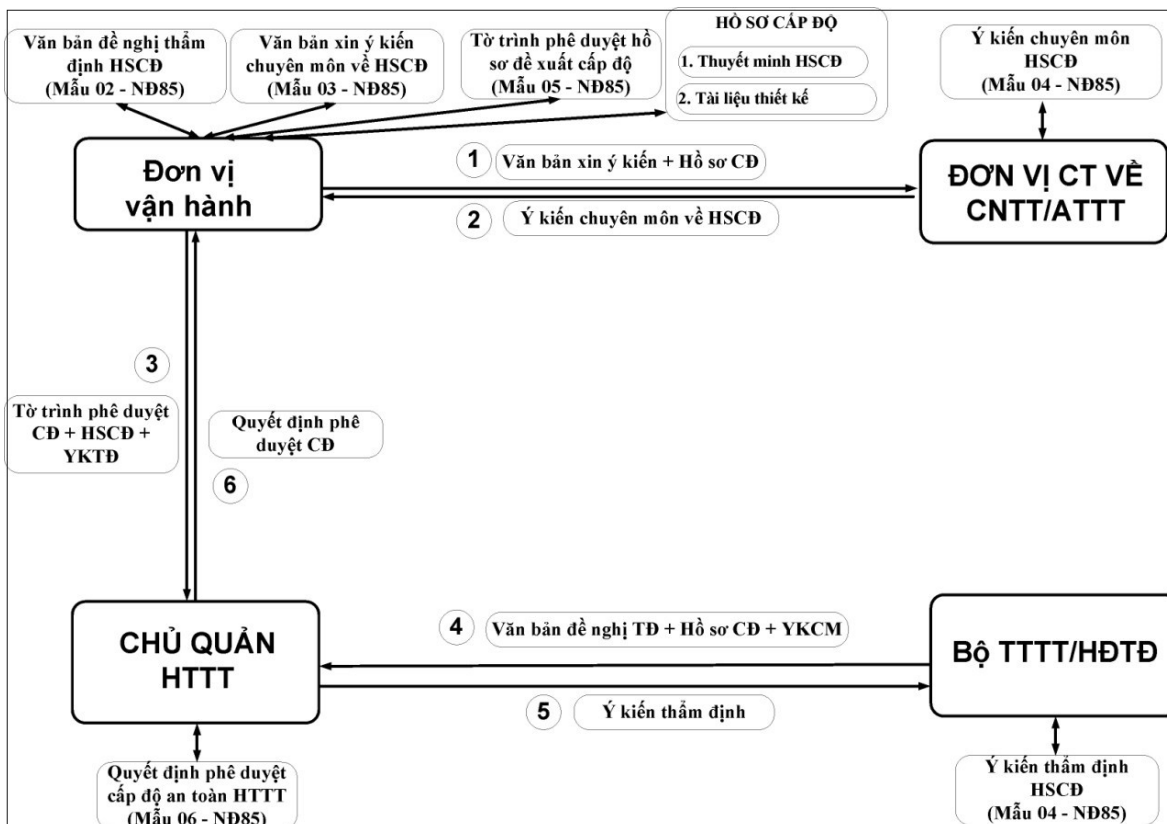 Văn bản đề nghị thẩm
định HSCĐ
(Mẫu 02 - NĐ85)
Văn bản xin ý kiến
chuyên môn về HSCĐ
(Mẫu 03 - NĐ85)
Tờ trình phê duyệt hồ
sơ đề xuất cấp độ
(Mẫu 05 - NĐ85)
HỒ SƠ CẤP ĐỘ
1. Thuyết minh HSCĐ
2. Tài liệu thiết kế
Ý kiến chuyên môn
HSCĐ
(Mẫu 04 - NĐ85)
Đơn vị
vận hành
1
Văn bản xin ý kiến + Hồ sơ CĐ
2
Ý kiến chuyên môn về HSCĐ
ĐƠN VỊ CT VỀ
CNTT/ATTT
3
Tờ trình phê duyệt
CĐ + HSCĐ +
YKTĐ
Quyết định phê
duyệt CĐ
6
CHỦ QUẢN
HTTT
4
Văn bản đề nghị TĐ + Hồ sơ CĐ + YKCM
5
Ý kiến thẩm định
Bộ TTTT/HĐTĐ
Quyết định phê duyệt
cấp độ an toàn HTTT
(Mẫu 06 - NĐ85)
Ý kiến thẩm định
HSCĐ
(Mẫu 04 - NĐ85)